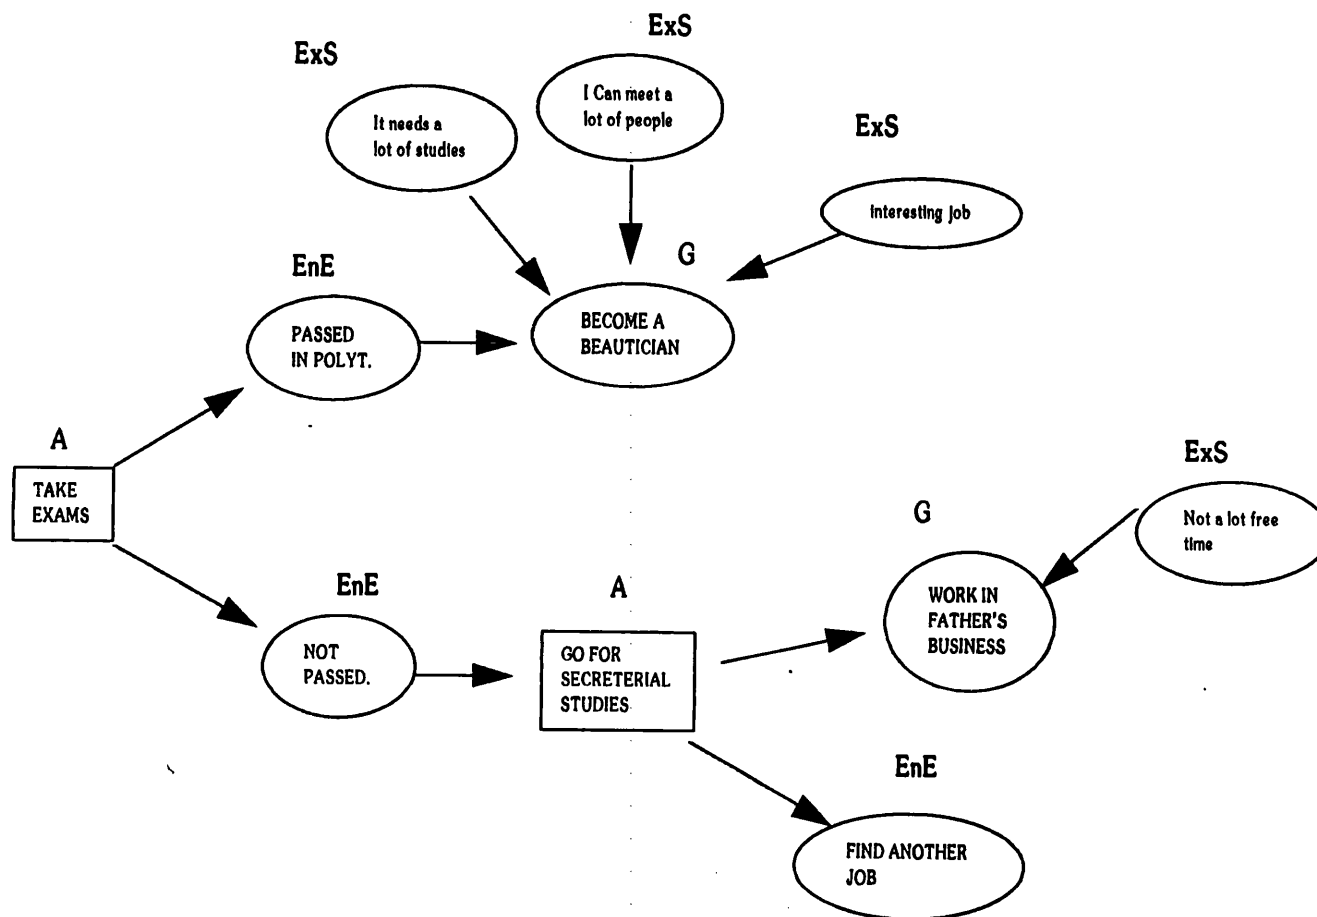 ExS
I Can meet a
lot of people
ExS
It needs a
lot of studies
ExS
Interesting job
G
BECOME A
BEAUTICIAN
EnE
PASSED
IN POLYT.
A
TAKE
EXAMS
ExS
Not a lot free
time
G
WORK IN
FATHER'S
BUSINESS
EnE
NOT
PASSED.
A
GO FOR
SECRETERIAL
STUDIES
EnE
FIND ANOTHER
JOB